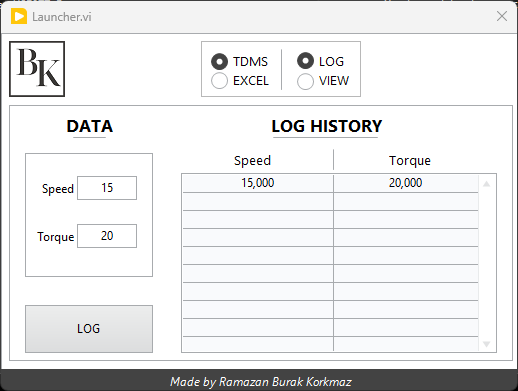 Launcher.vi
BK
TDMS
LOG
EXCEL
VIEW
DATA
LOG HISTORY
Speed
Torque
Speed 15
15,000
20,000
Torque 20
LOG
Made by Ramazan Burak Korkmaz